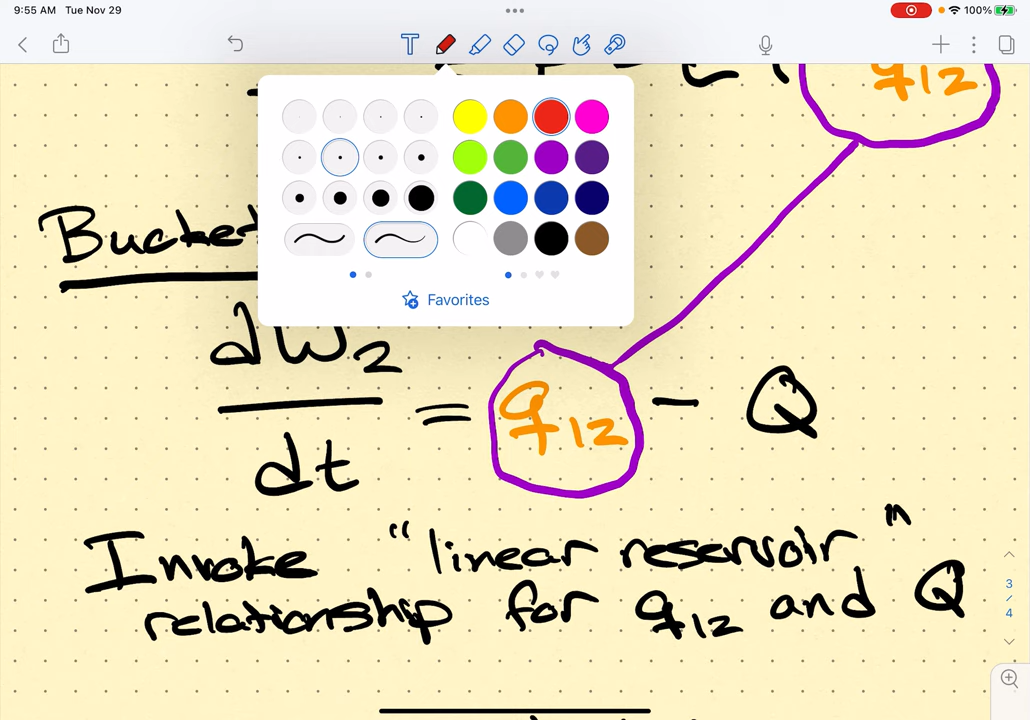 9:55 AM Tue Nov 29
100%
T
q12
Bucket
Favorites
dW2
dt
= q12 - Q
Invoke "linear reservoir"
relationship for q12 and Q
3
/
4